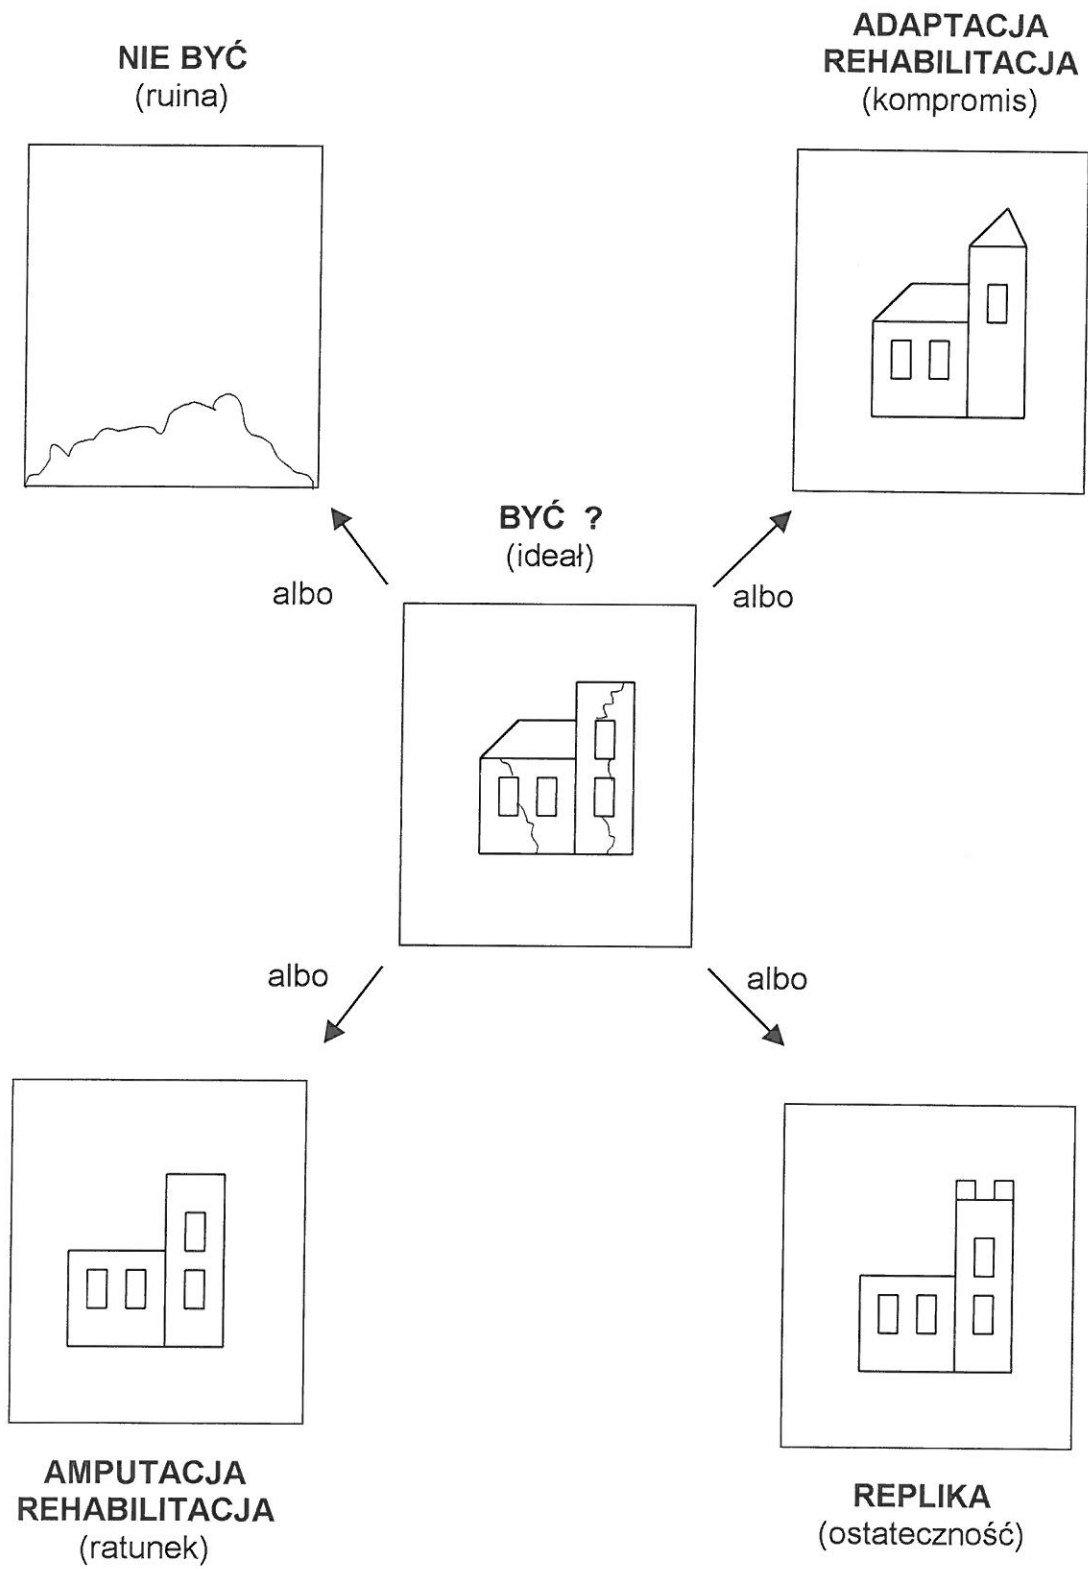 NIE BYĆ
(ruina)
ADAPTACJA
REHABILITACJA
(kompromis)
BYĆ ?
(ideał)
albo
albo
albo
albo
AMPUTACJA
REHABILITACJA
(ratunek)
REPLIKA
(ostateczność)